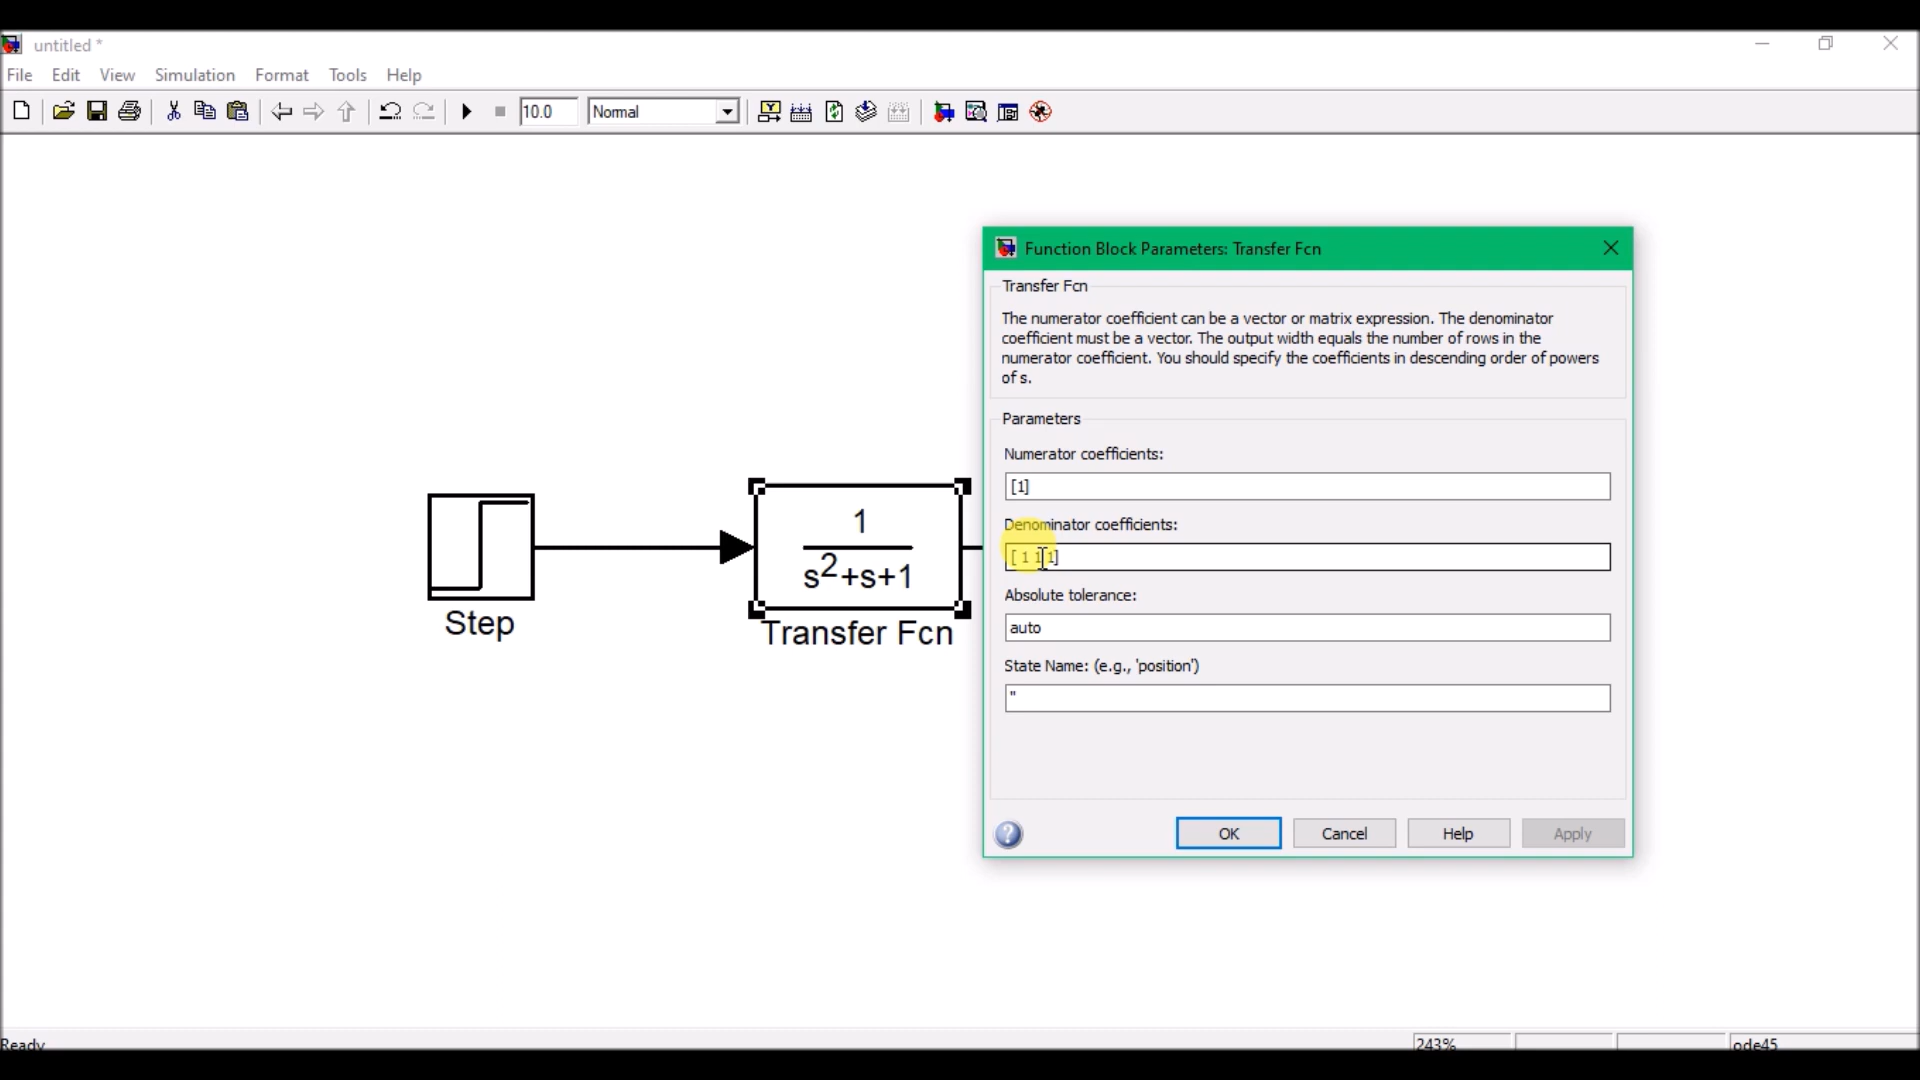 untitled *
File Edit View Simulation Format Tools Help
10.0 Normal
Function Block Parameters: Transfer Fcn
Transfer Fcn
The numerator coefficient can be a vector or matrix expression. The denominator
coefficient must be a vector. The output width equals the number of rows in the
numerator coefficient. You should specify the coefficients in descending order of powers
of s.
Parameters
Numerator coefficients:
[1]
Denominator coefficients:
[ 1 1 1]
Absolute tolerance:
auto
State Name: (e.g., 'position')
''
OK Cancel Help Apply
1
s²+s+1
Step
Transfer Fcn
Ready 243% ode45